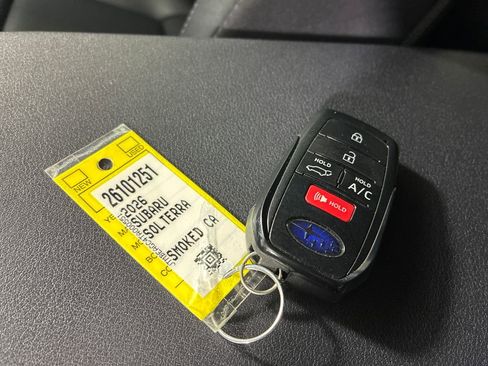 NEW
USED
26101251
2026
SUBARU
SOLTERRA
SMOKED CA
HOLD
HOLD
A/C
HOLD